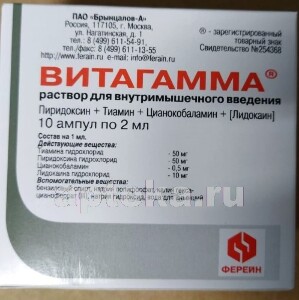 ПАО «Брынцалов-А»
Россия, 117105, г. Москва,
ул. Нагатинская, д. 1
Тел.: 8 (499) 611-54-91,
факс: 8 (499) 611-13-55
www.ferein.ru, info@ferein.ru
® - зарегистрированный
товарный знак
Свидетельство №254368
ВИТАГАММА®
раствор для внутримышечного введения
Пиридоксин + Тиамин + Цианокобаламин + [Лидокаин]
10 ампул по 2 мл
Состав на 1 мл.
Действующие вещества:
Тиамина гидрохлорид - 50 мг
Пиридоксина гидрохлорид - 50 мг
Цианокобаламин - 0,5 мг
Лидокаина гидрохлорид - 10 мг
Вспомогательные вещества:
apteka.ru
ФЕРЕЙН